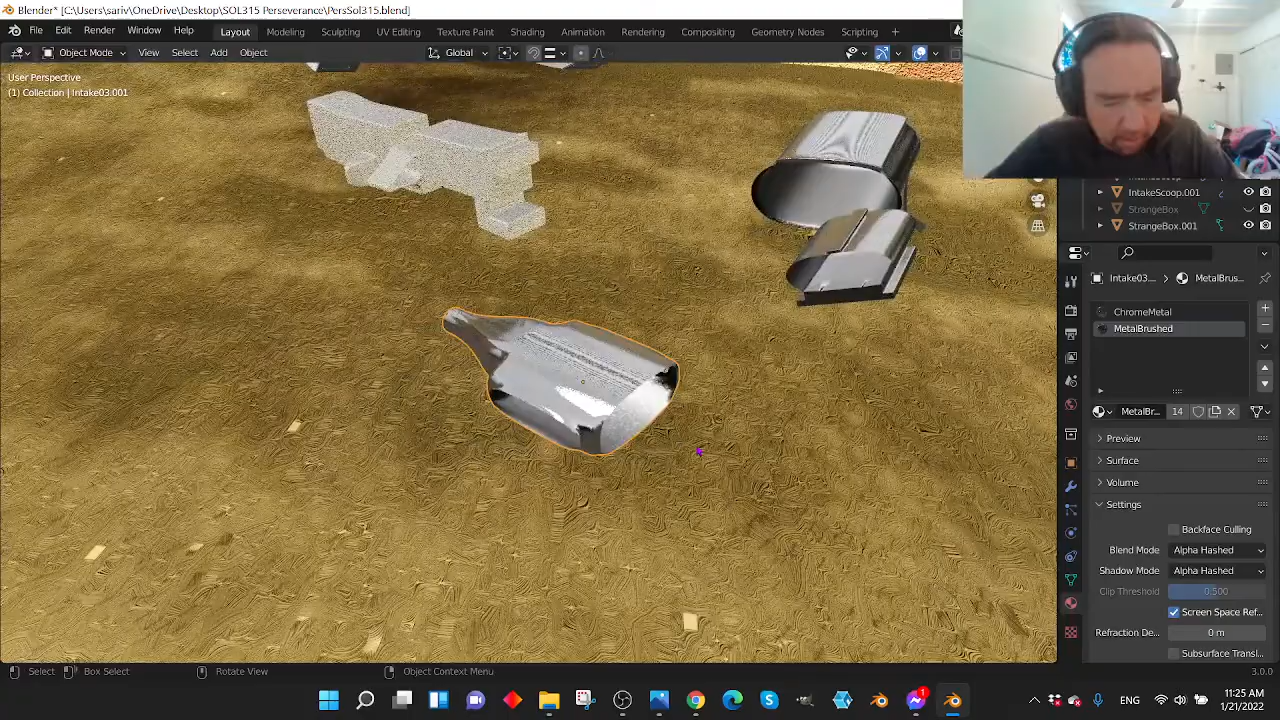 Blender* [C:\Users\sariv\OneDrive\Desktop\SOL315 Perseverance\PersSol315.blend]
File Edit Render Window Help Layout Modeling Sculpting UV Editing Texture Paint Shading Animation Rendering Compositing Geometry Nodes Scripting +
Object Mode View Select Add Object Global
User Perspective
(1) Collection | Intake03.001
IntakeScoop.001
StrangeBox
StrangeBox.001
Intake03... > MetalBrus...
ChromeMetal
MetalBrushed
MetalBr... 14
Preview
Surface
Volume
Settings
Backface Culling
Blend Mode Alpha Hashed
Shadow Mode Alpha Hashed
Clip Threshold 0.500
Screen Space Ref...
Refraction De... 0 m
Subsurface Transl...
Select Box Select Rotate View Object Context Menu 3.0.0
1 ENG 11:25 AM
1/21/2022